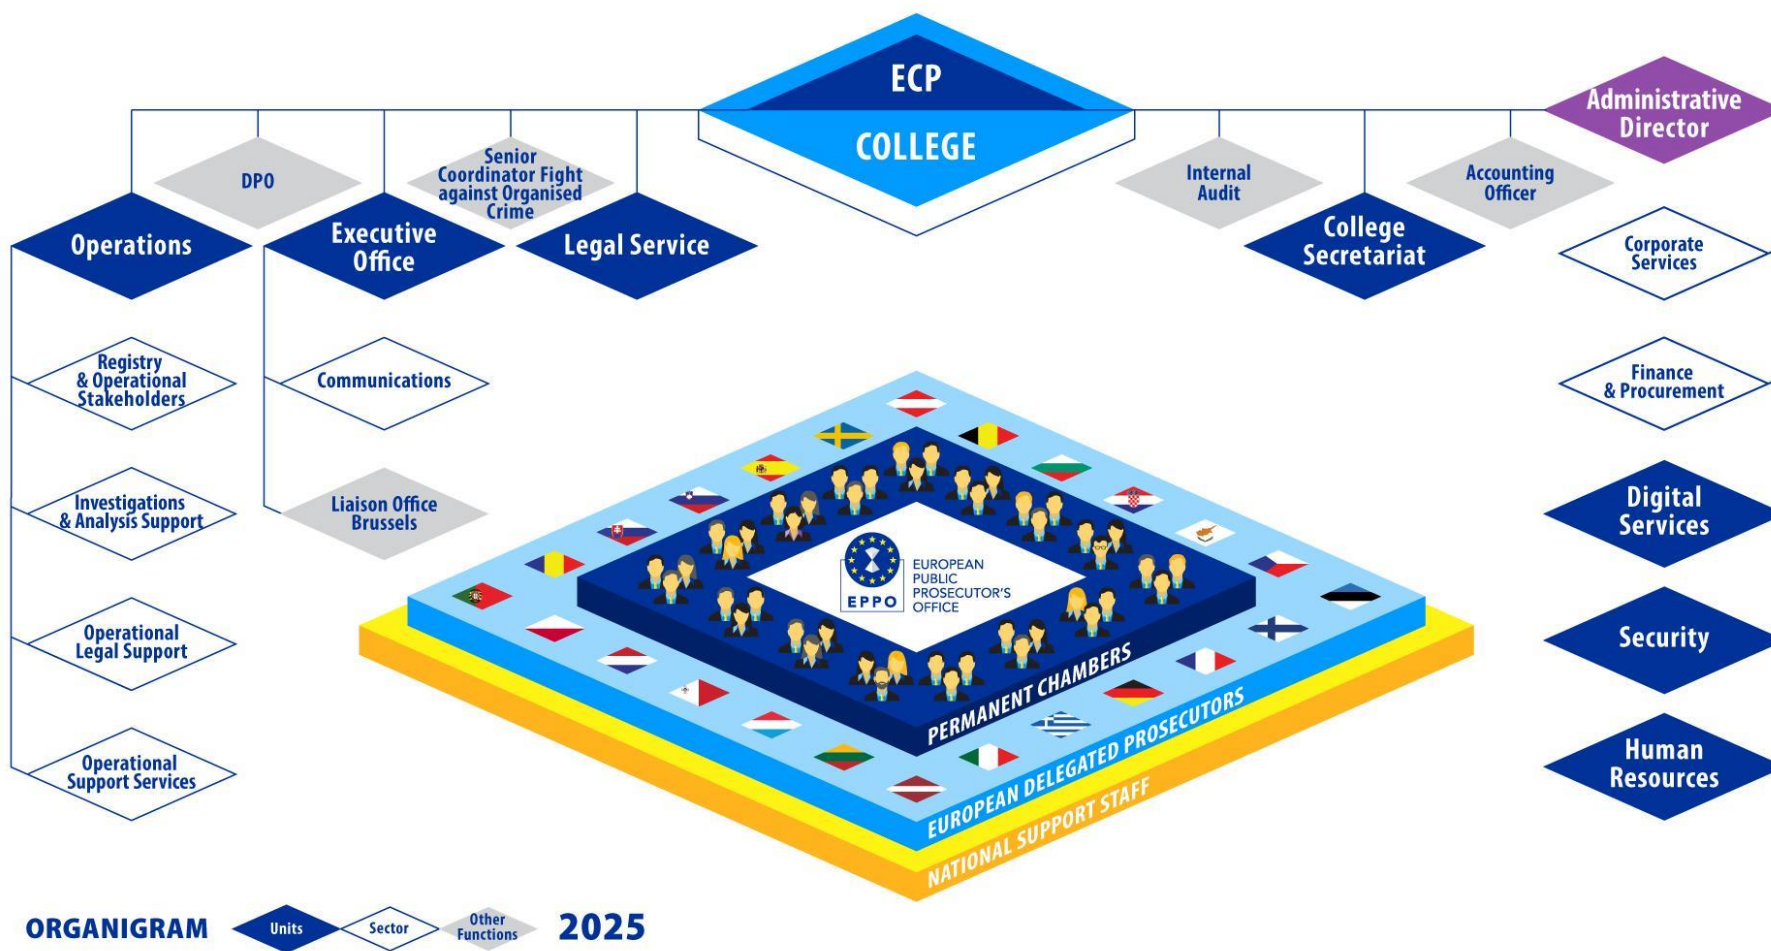 ECP
COLLEGE
Administrative
Director
DPO
Senior
Coordinator Fight
against Organised
Crime
Internal
Audit
Accounting
Officer
Operations
Executive
Office
Legal Service
College
Secretariat
Corporate
Services
Registry
& Operational
Stakeholders
Communications
Finance
& Procurement
Investigations
& Analysis Support
Liaison Office
Brussels
Digital
Services
EPPO
EUROPEAN
PUBLIC
PROSECUTOR'S
OFFICE
Operational
Legal Support
Security
PERMANENT CHAMBERS
EUROPEAN DELEGATED PROSECUTORS
NATIONAL SUPPORT STAFF
Operational
Support Services
Human
Resources
ORGANIGRAM
Units
Sector
Other
Functions
2025